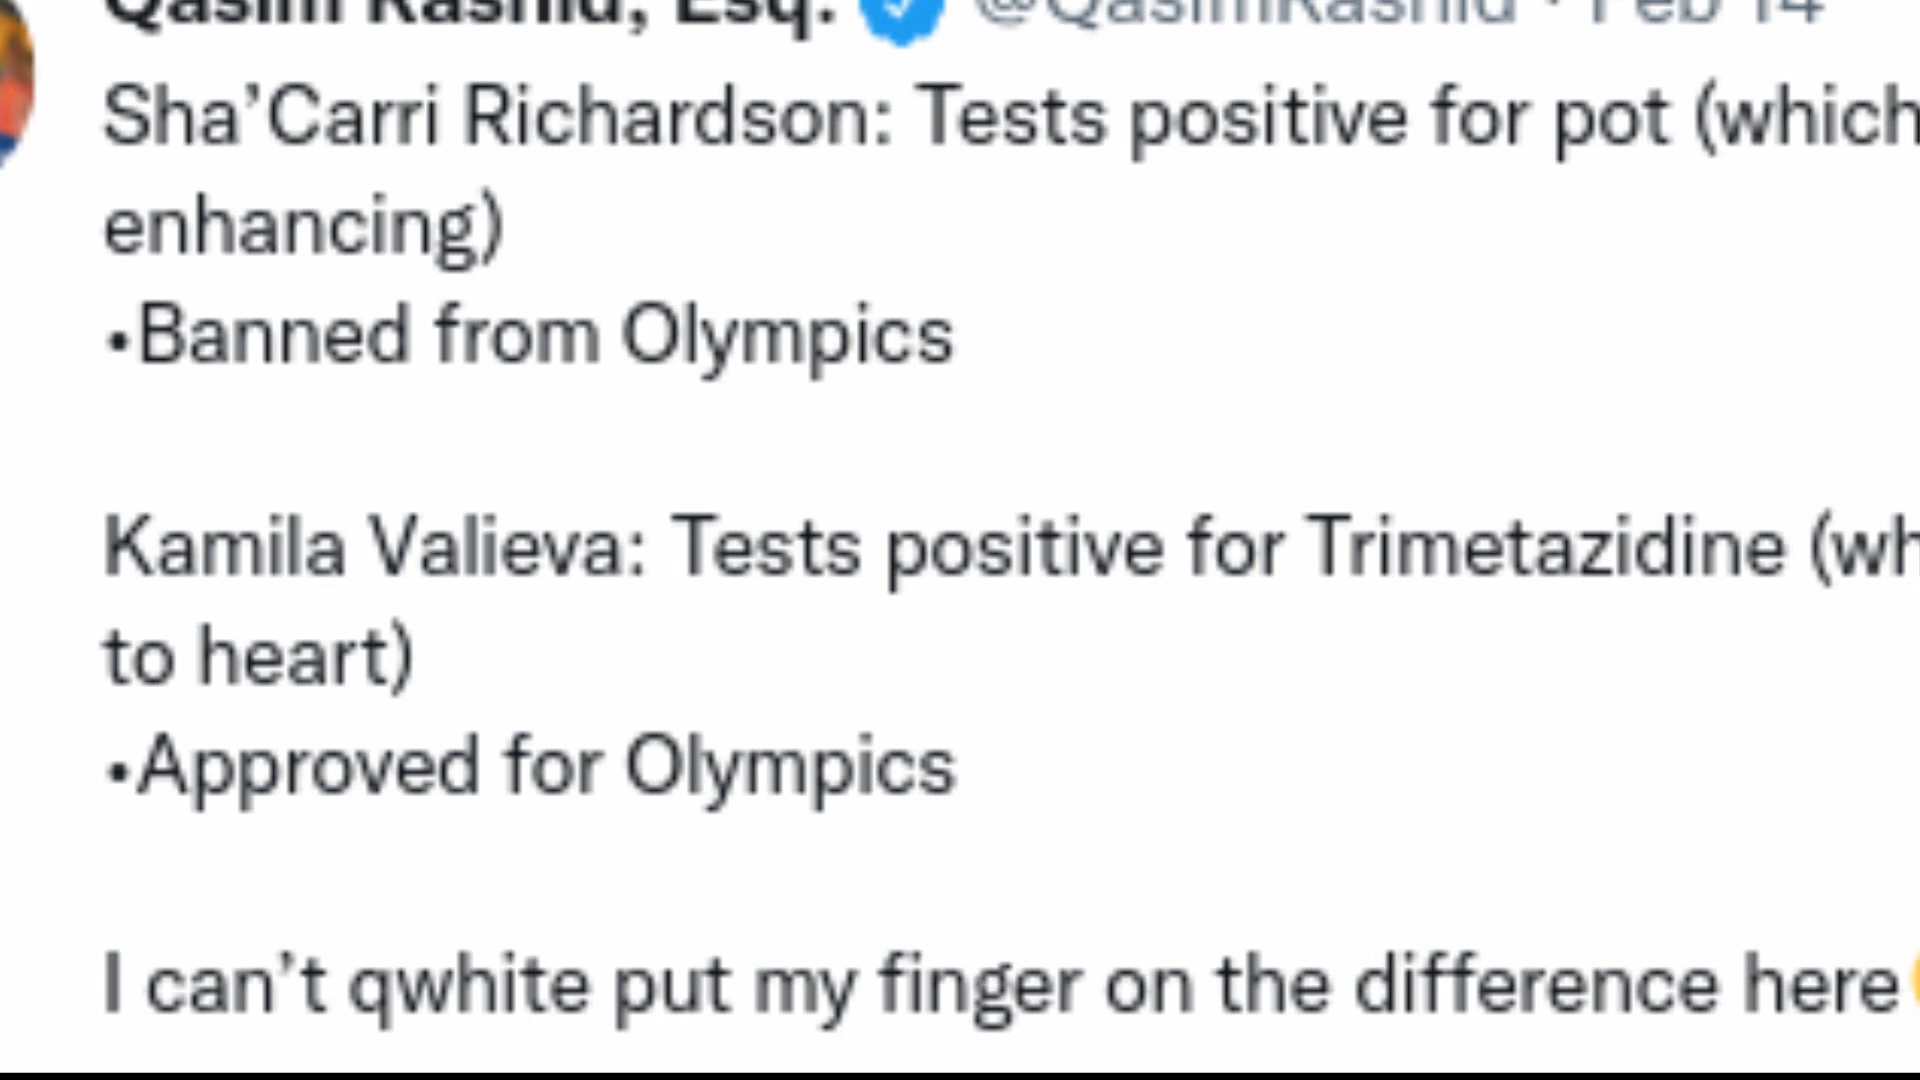 Qasim Rashid, Esq. @QasimRashid · Feb 14
Sha’Carri Richardson: Tests positive for pot (which
enhancing)
•Banned from Olympics
Kamila Valieva: Tests positive for Trimetazidine (wh
to heart)
•Approved for Olympics
I can’t qwhite put my finger on the difference here